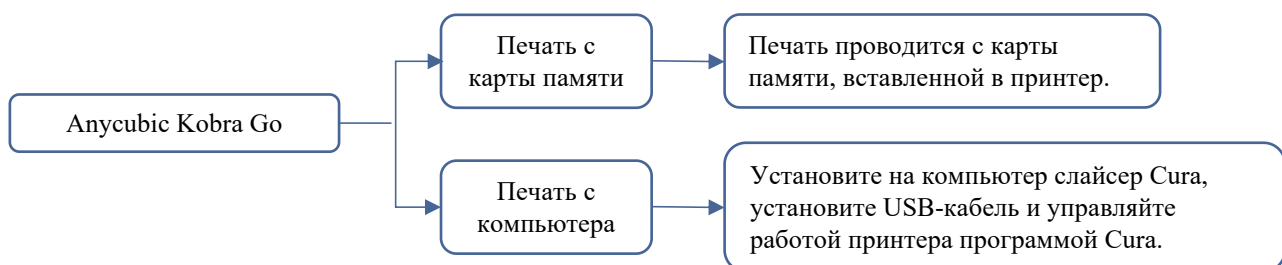 Anycubic Kobra Go
Печать с
карты памяти
Печать проводится с карты
памяти, вставленной в принтер.
Печать с
компьютера
Установите на компьютер слайсер Cura,
установите USB-кабель и управляйте
работой принтера программой Cura.